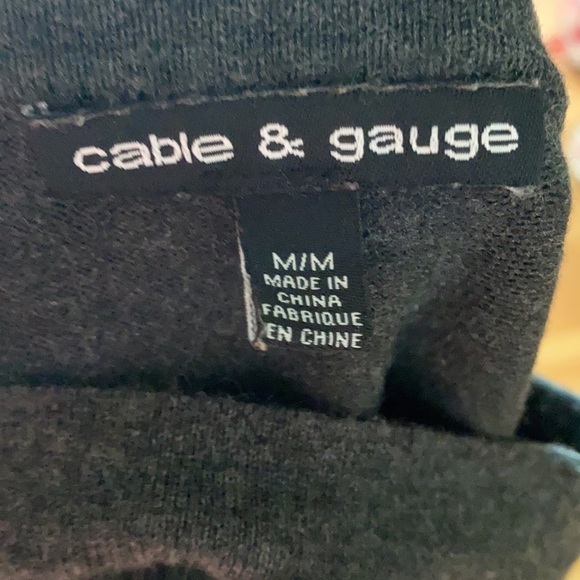 cable & gauge
M/M
MADE IN
CHINA
FABRIQUE
EN CHINE